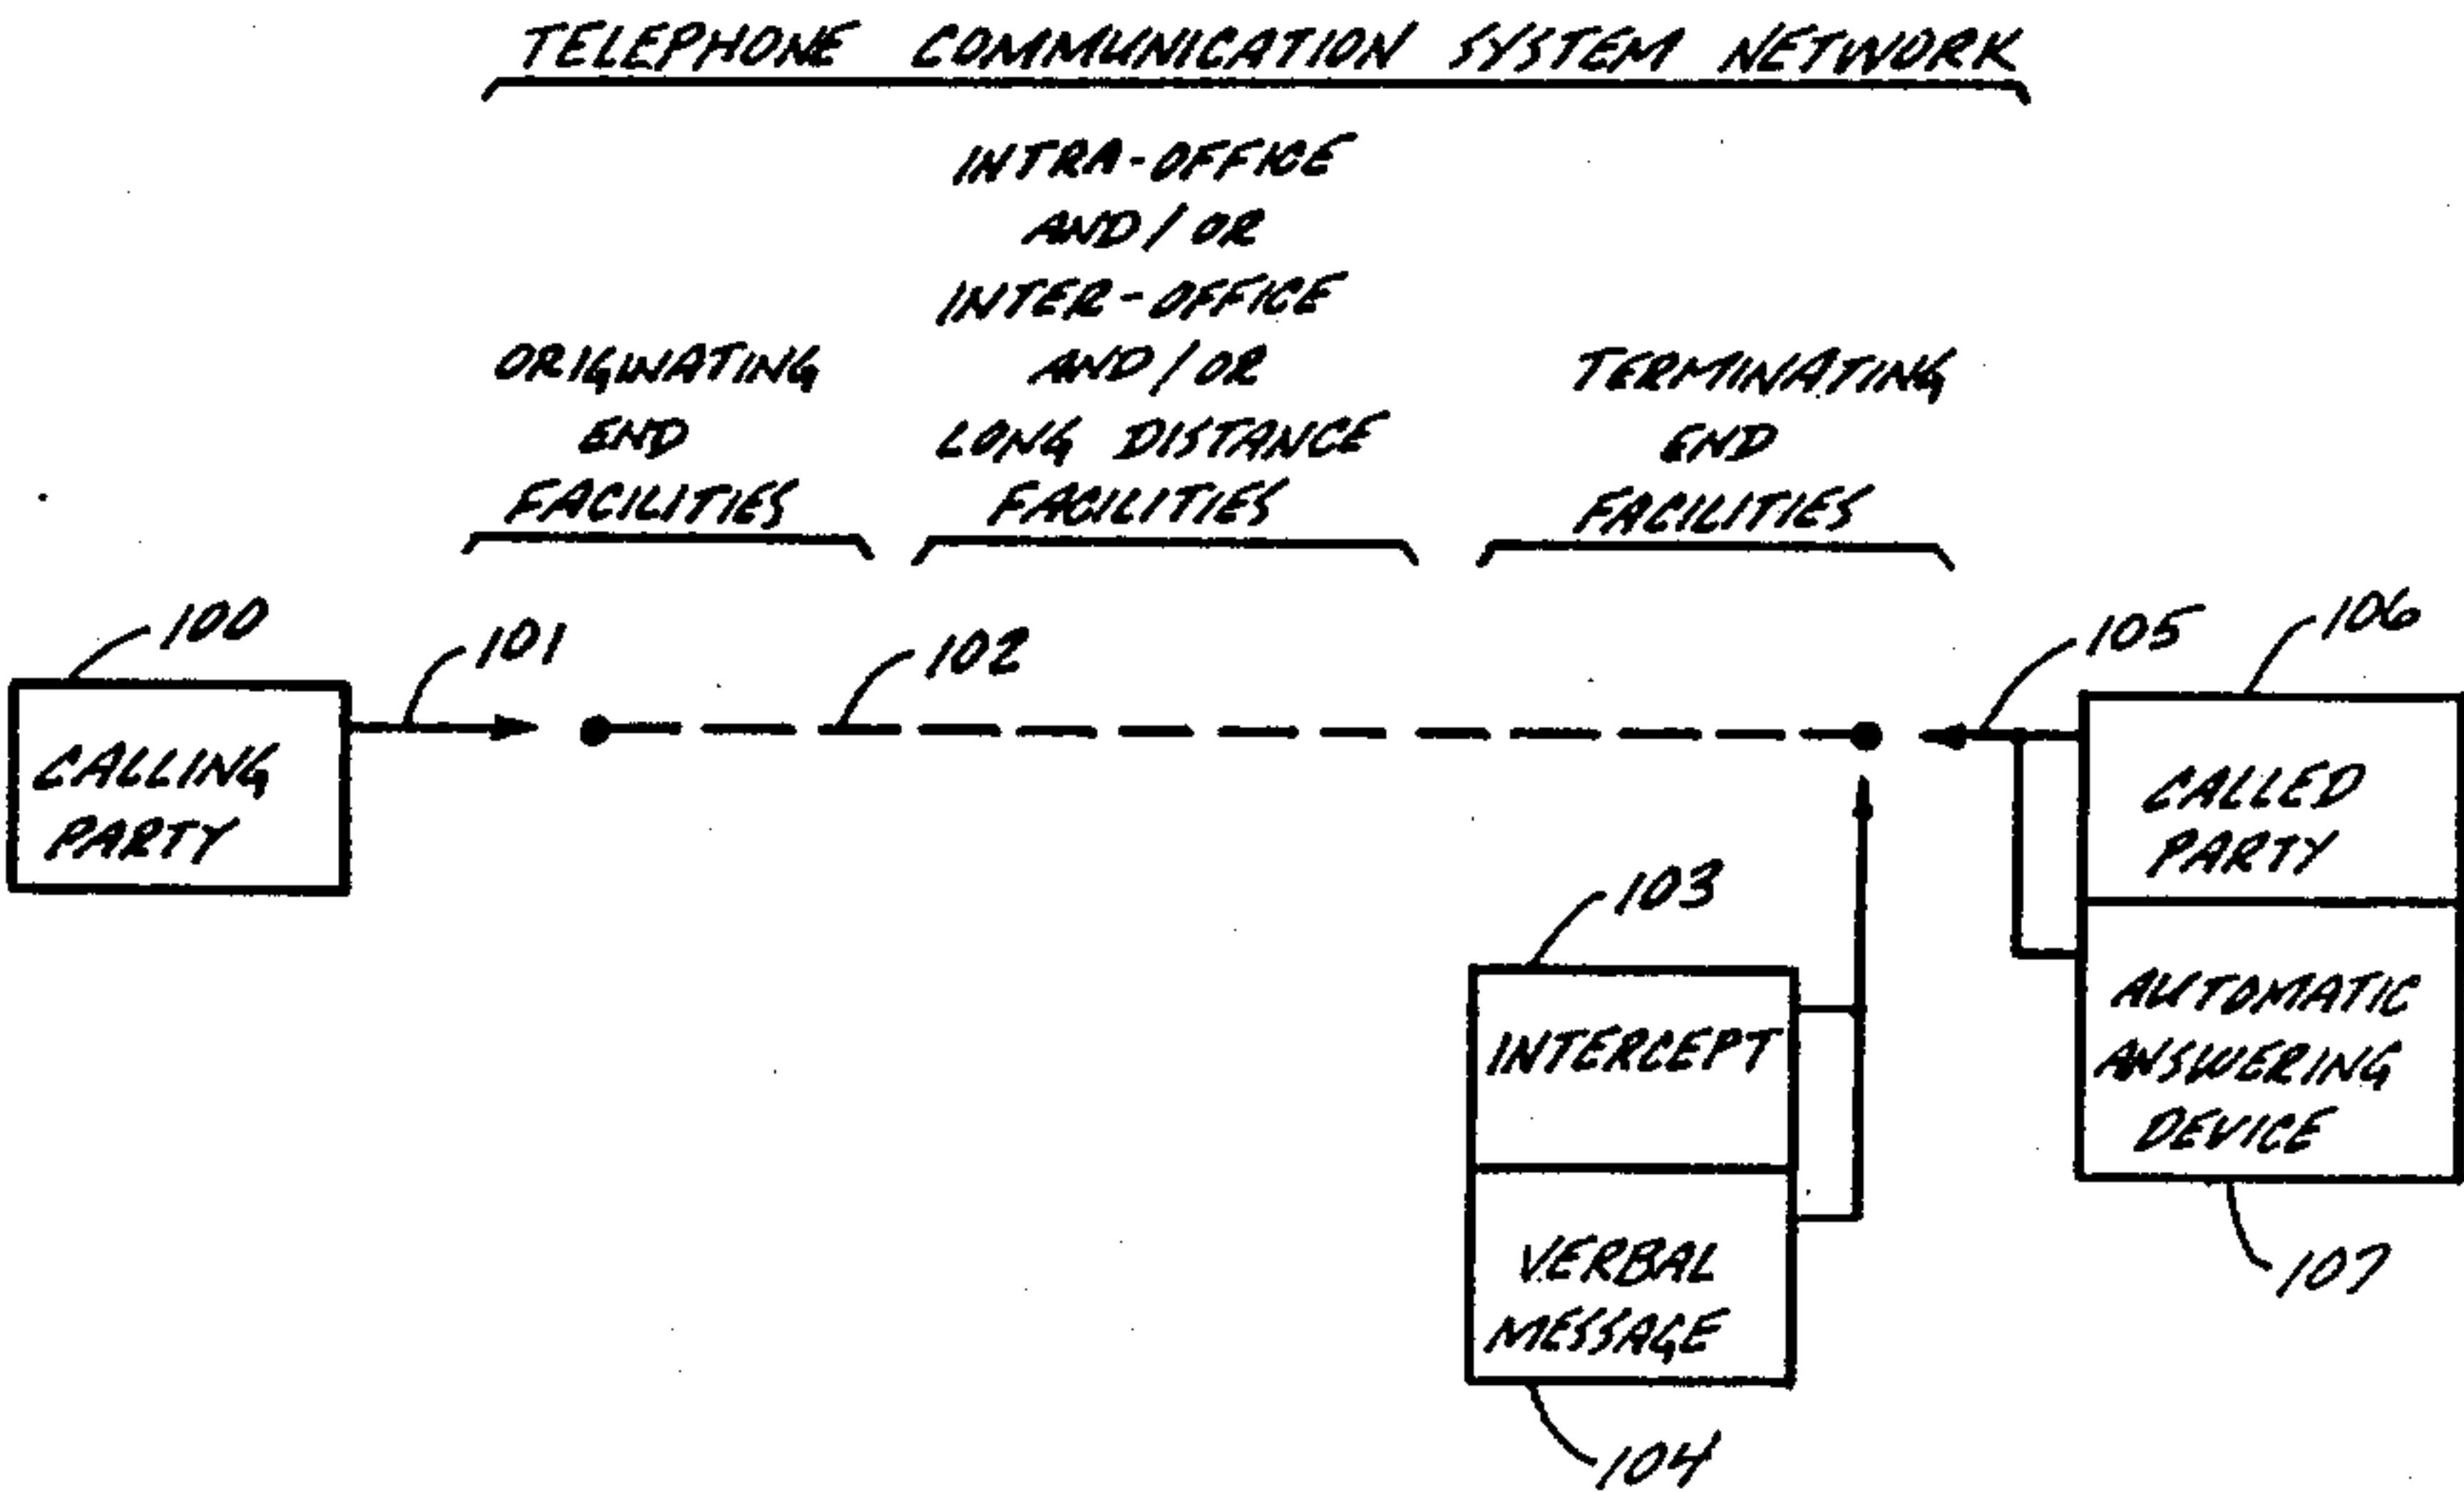 TELEPHONE COMMUNICATION SYSTEM NETWORK
INTRA-OFFICE
AND/OR
INTER-OFFICE
AND/OR
LONG DISTANCE
FACILITIES
ORIGINATING
END
FACILITIES
TERMINATING
END
FACILITIES
100
101
102
105
106
CALLING
PARTY
CALLED
PARTY
103
INTERCEPT
AUTOMATIC
ANSWERING
DEVICE
VERBAL
MESSAGE
107
104